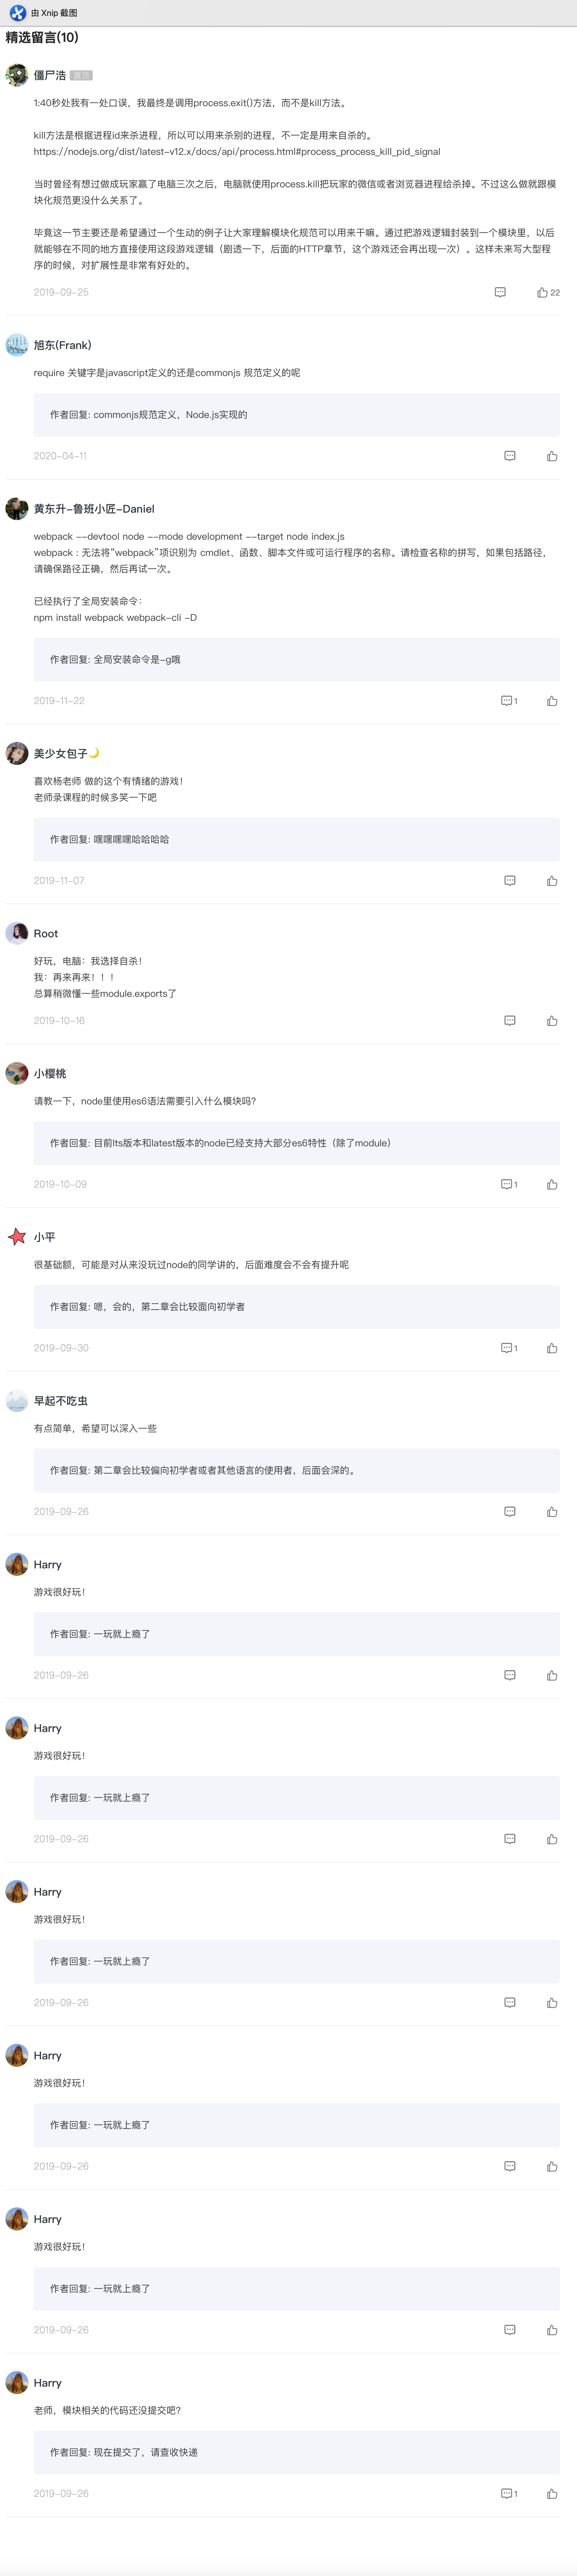 由 Xnip 截图
精选留言(10)
僵尸浩 置顶
1:40秒处我有一处口误，我最终是调用process.exit()方法，而不是kill方法。
kill方法是根据进程id来杀进程，所以可以用来杀别的进程，不一定是用来自杀的。
https://nodejs.org/dist/latest-v12.x/docs/api/process.html#process_process_kill_pid_signal
当时曾经有想过做成玩家赢了电脑三次之后，电脑就使用process.kill把玩家的微信或者浏览器进程给杀掉。不过这么做就跟模
块化规范更没什么关系了。
毕竟这一节主要还是希望通过一个生动的例子让大家理解模块化规范可以用来干嘛。通过把游戏逻辑封装到一个模块里，以后
就能够在不同的地方直接使用这段游戏逻辑（剧透一下，后面的HTTP章节，这个游戏还会再出现一次）。这样未来写大型程
序的时候，对扩展性是非常有好处的。
2019-09-25 22
旭东(Frank)
require 关键字是javascript定义的还是commonjs 规范定义的呢
作者回复: commonjs规范定义，Node.js实现的
2020-04-11
黄东升-鲁班小匠-Daniel
webpack --devtool node --mode development --target node index.js
webpack : 无法将“webpack”项识别为 cmdlet、函数、脚本文件或可运行程序的名称。请检查名称的拼写，如果包括路径，
请确保路径正确，然后再试一次。
已经执行了全局安装命令：
npm install webpack webpack-cli -D
作者回复: 全局安装命令是-g哦
2019-11-22 1
美少女包子🌙
喜欢杨老师 做的这个有情绪的游戏！
老师录课程的时候多笑一下吧
作者回复: 嘿嘿嘿嘿哈哈哈哈
2019-11-07
Root
好玩，电脑：我选择自杀！
我：再来再来！！！
总算稍微懂一些module.exports了
2019-10-16
小樱桃
请教一下，node里使用es6语法需要引入什么模块吗?
作者回复: 目前lts版本和latest版本的node已经支持大部分es6特性（除了module）
2019-10-09 1
小平
很基础额，可能是对从来没玩过node的同学讲的，后面难度会不会有提升呢
作者回复: 嗯，会的，第二章会比较面向初学者
2019-09-30 1
早起不吃虫
有点简单，希望可以深入一些
作者回复: 第二章会比较偏向初学者或者其他语言的使用者，后面会深的。
2019-09-26
Harry
游戏很好玩！
作者回复: 一玩就上瘾了
2019-09-26
Harry
游戏很好玩！
作者回复: 一玩就上瘾了
2019-09-26
Harry
游戏很好玩！
作者回复: 一玩就上瘾了
2019-09-26
Harry
游戏很好玩！
作者回复: 一玩就上瘾了
2019-09-26
Harry
游戏很好玩！
作者回复: 一玩就上瘾了
2019-09-26
Harry
老师，模块相关的代码还没提交吧?
作者回复: 现在提交了，请查收快递
2019-09-26 1